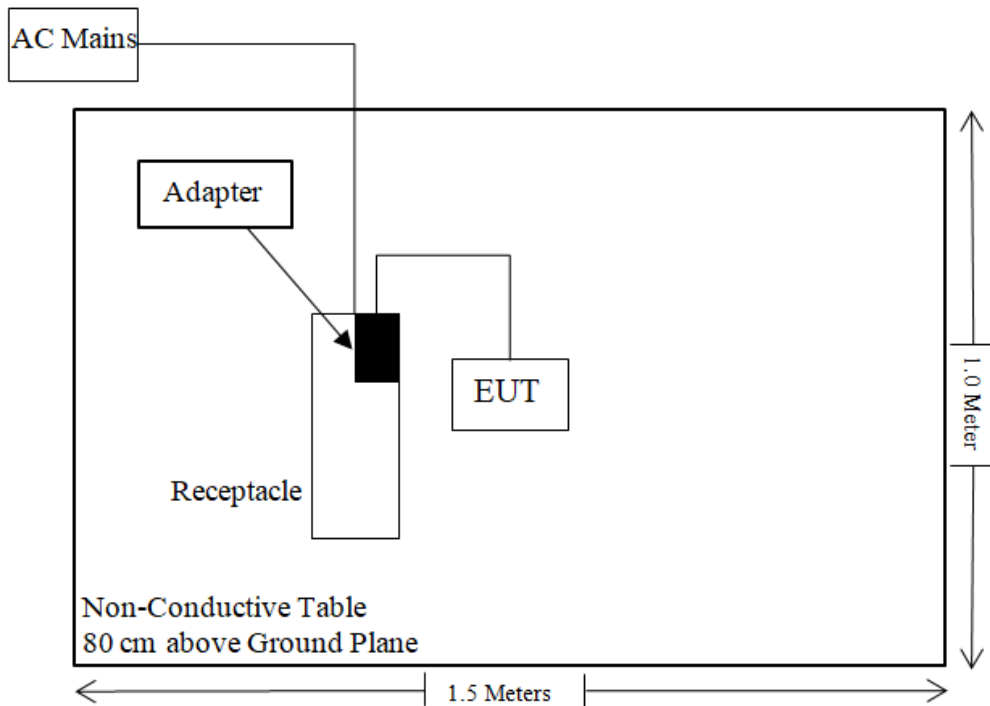 AC Mains
Adapter
EUT
Receptacle
1.0 Meter
Non-Conductive Table
80 cm above Ground Plane
1.5 Meters